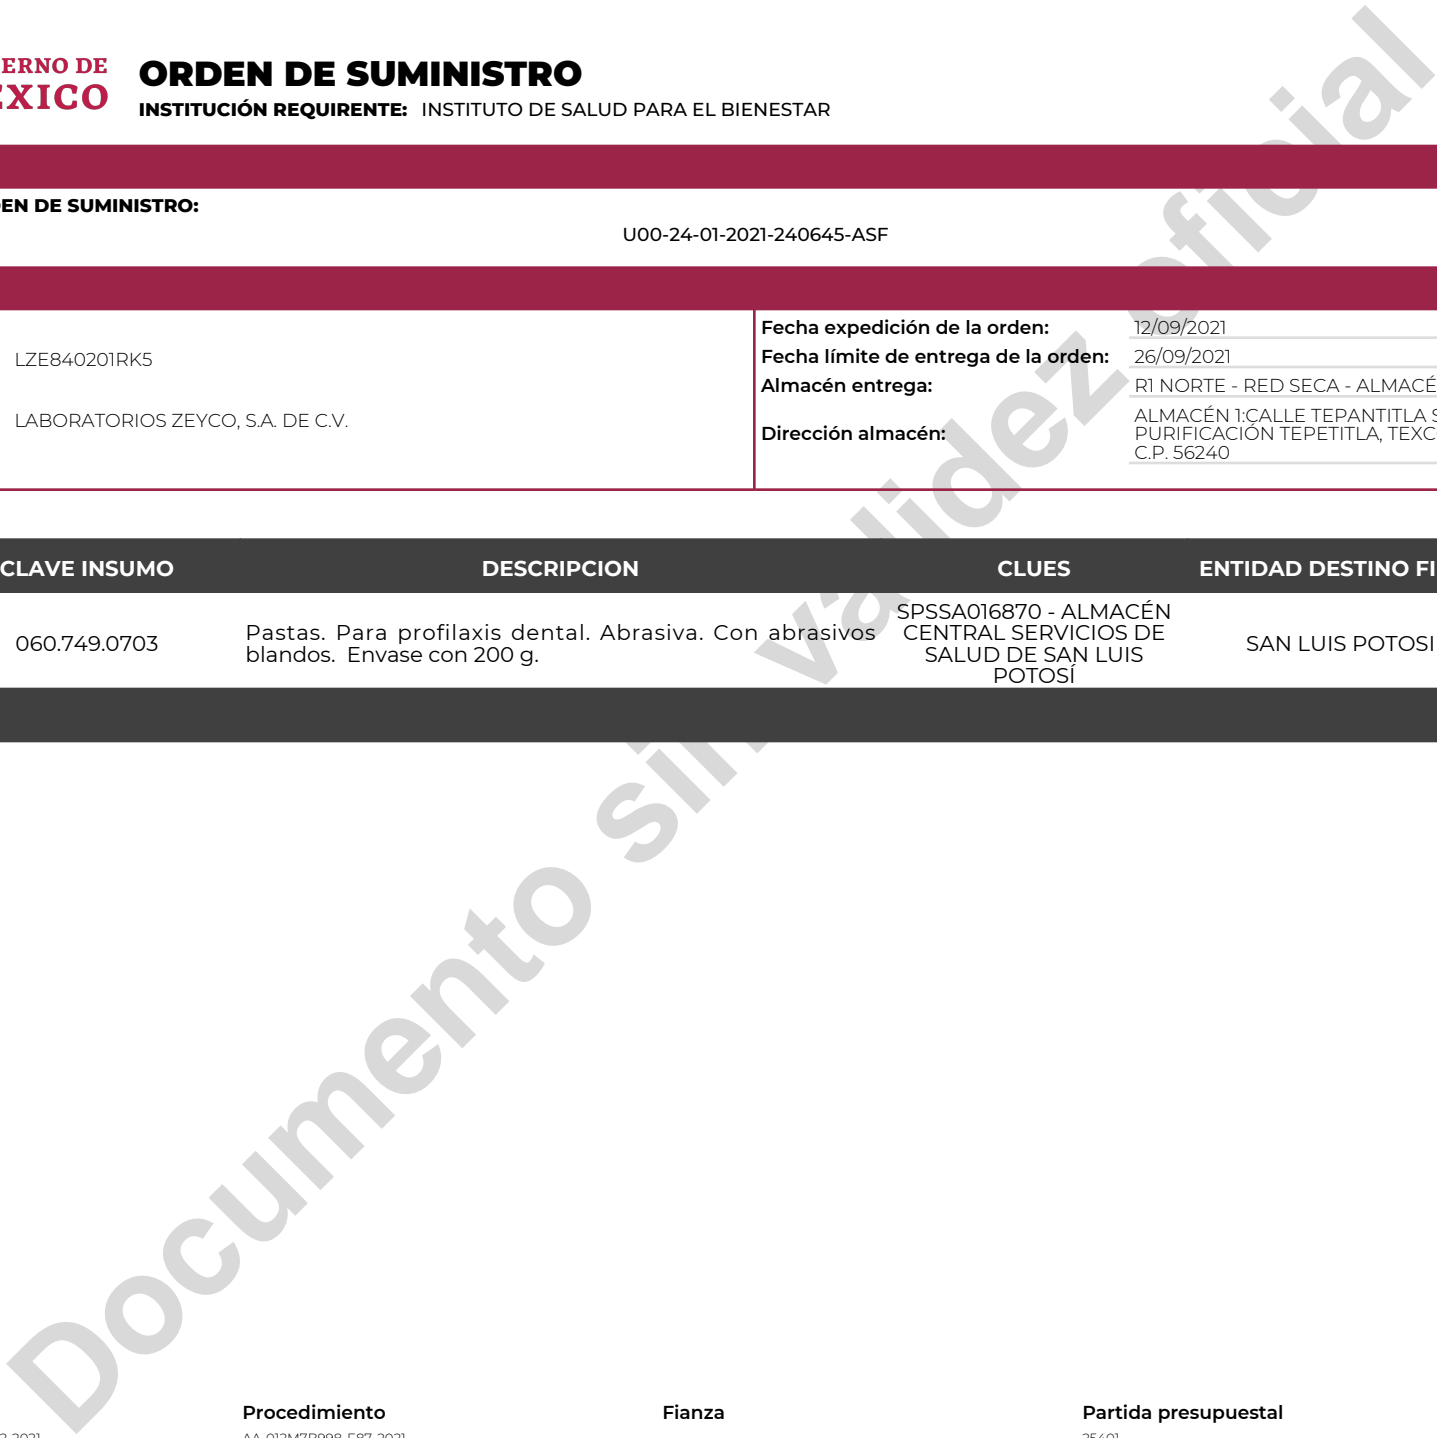 ERNO DE
EXICO
ORDEN DE SUMINISTRO
INSTITUCIÓN REQUIRENTE: INSTITUTO DE SALUD PARA EL BIENESTAR
EN DE SUMINISTRO:
U00-24-01-2021-240645-ASF
LZE840201RK5
LABORATORIOS ZEYCO, S.A. DE C.V.
Fecha expedición de la orden: 12/09/2021
Fecha límite de entrega de la orden: 26/09/2021
Almacén entrega: R1 NORTE - RED SECA - ALMACÉ
Dirección almacén:
ALMACÉN 1:CALLE TEPANTITLA S
PURIFICACIÓN TEPETITLA, TEXC
C.P. 56240
CLAVE INSUMO DESCRIPCION CLUES ENTIDAD DESTINO FI
060.749.0703
Pastas. Para profilaxis dental. Abrasiva. Con abrasivos
blandos. Envase con 200 g.
SPSSA016870 - ALMACÉN
CENTRAL SERVICIOS DE
SALUD DE SAN LUIS
POTOSÍ
SAN LUIS POTOSI
Documento sin validez oficial
Procedimiento Fianza Partida presupuestal